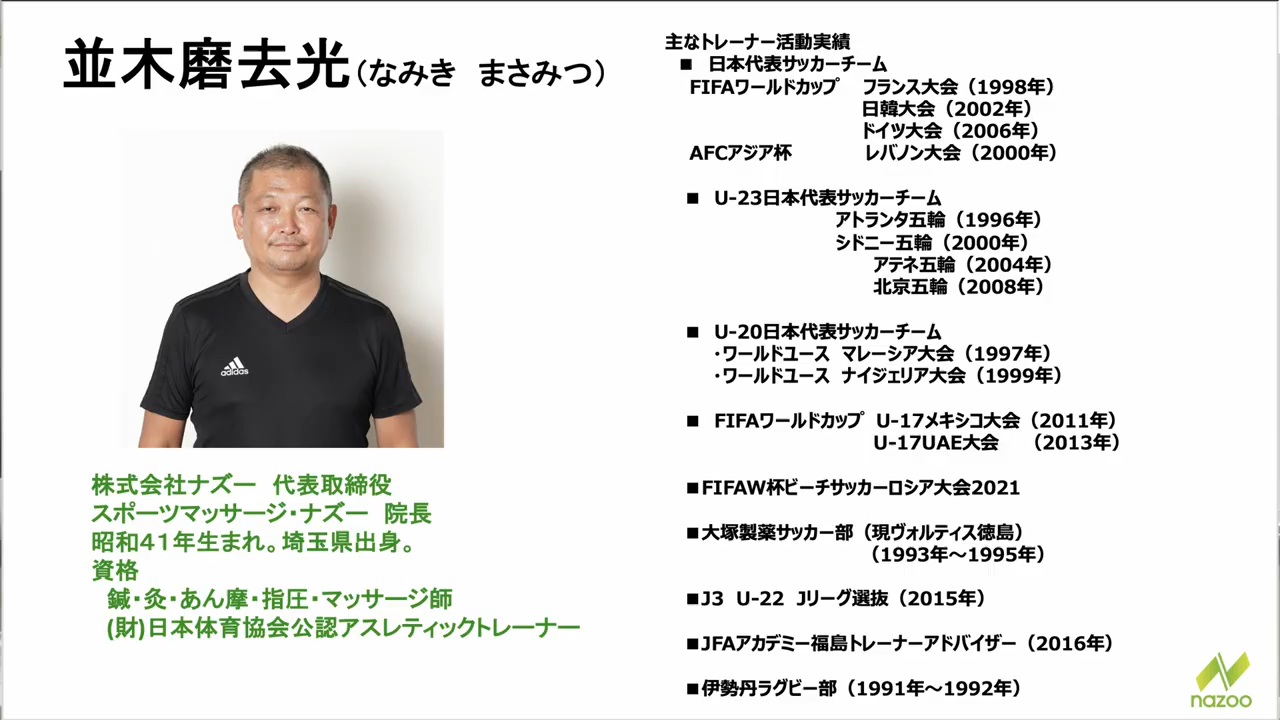 並木磨去光（なみき　まさみつ）
adidas
株式会社ナズー　代表取締役
スポーツマッサージ・ナズー　院長
昭和４１年生まれ。埼玉県出身。
資格
鍼・灸・あん摩・指圧・マッサージ師
(財)日本体育協会公認アスレティックトレーナー
主なトレーナー活動実績
■　日本代表サッカーチーム
FIFAワールドカップ　フランス大会（1998年）
日韓大会（2002年）
ドイツ大会（2006年）
AFCアジア杯　レバノン大会（2000年）
■　U-23日本代表サッカーチーム
アトランタ五輪（1996年）
シドニー五輪（2000年）
アテネ五輪（2004年）
北京五輪（2008年）
■　U-20日本代表サッカーチーム
・ワールドユース マレーシア大会（1997年）
・ワールドユース ナイジェリア大会（1999年）
■　FIFAワールドカップ U-17メキシコ大会（2011年）
U-17UAE大会　（2013年）
■FIFAW杯ビーチサッカーロシア大会2021
■大塚製薬サッカー部（現ヴォルティス徳島）
（1993年～1995年）
■J3 U-22 Jリーグ選抜（2015年）
■JFAアカデミー福島トレーナーアドバイザー（2016年）
■伊勢丹ラグビー部（1991年～1992年）
nazoo